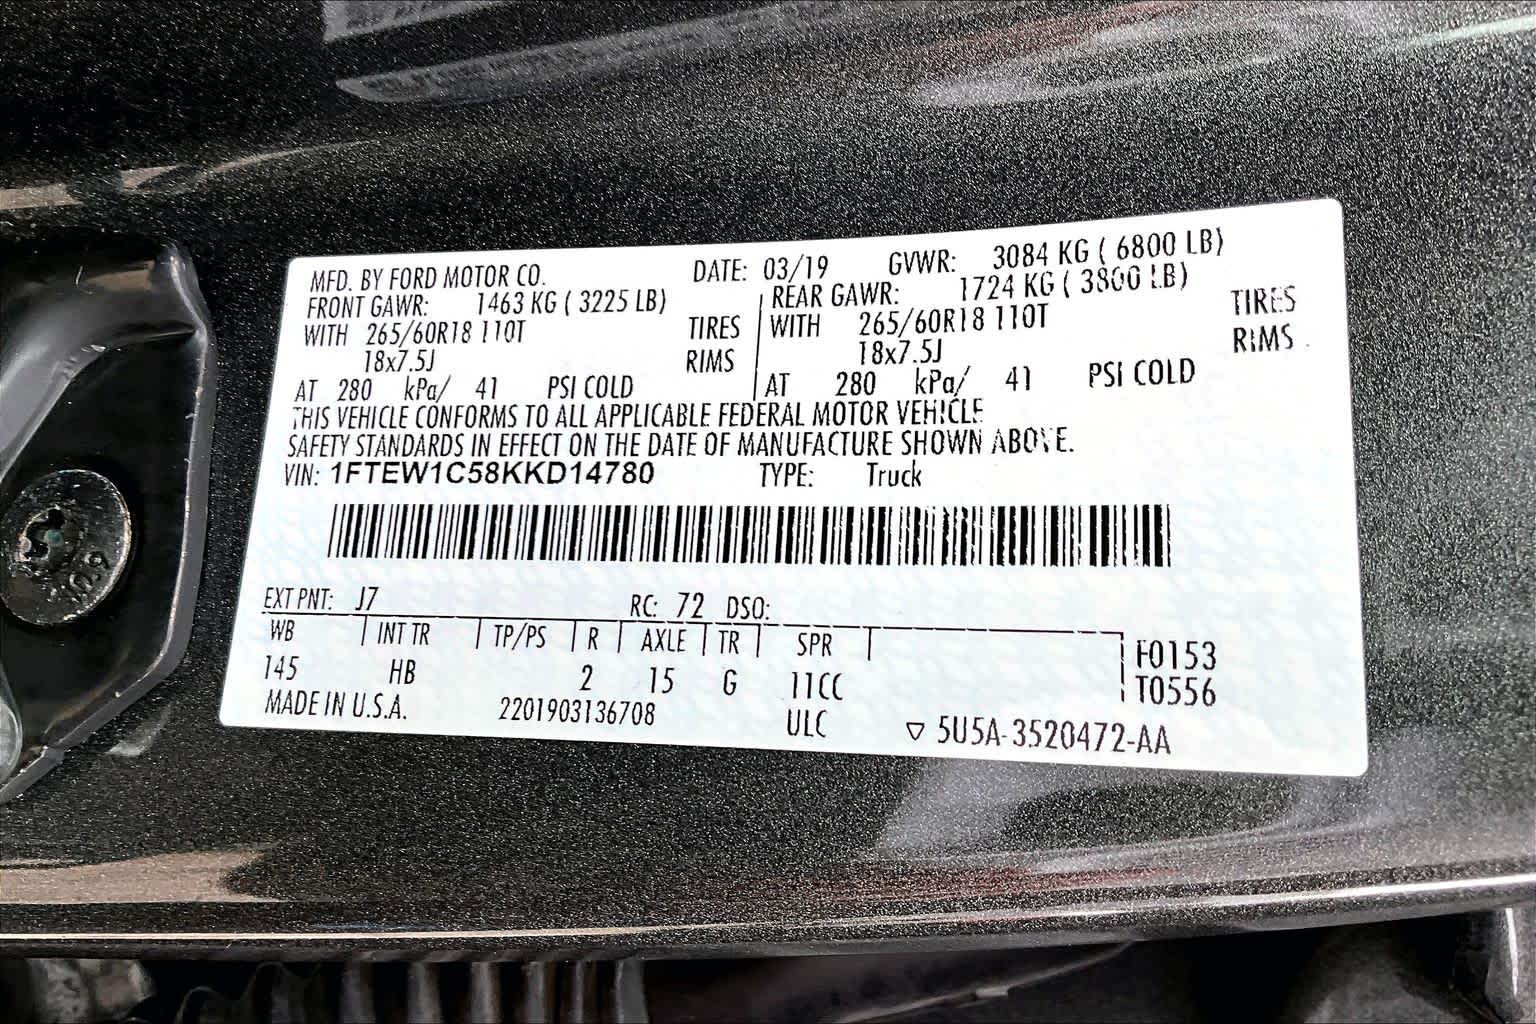 MFD. BY FORD MOTOR CO. DATE: 03/19 GVWR: 3084 KG ( 6800 LB)
FRONT GAWR: 1463 KG ( 3225 LB) REAR GAWR: 1724 KG ( 3800 LB)
WITH 265/60R18 110T TIRES WITH 265/60R18 110T TIRES
18x7.5J RIMS 18x7.5J RIMS
AT 280 kPa/ 41 PSI COLD AT 280 kPa/ 41 PSI COLD
THIS VEHICLE CONFORMS TO ALL APPLICABLE FEDERAL MOTOR VEHICLE
SAFETY STANDARDS IN EFFECT ON THE DATE OF MANUFACTURE SHOWN ABOVE.
VIN: 1FTEW1C58KKD14780 TYPE: Truck
EXT PNT: J7 RC: 72 DSO:
WB INT TR TP/PS R AXLE TR SPR F0153
145 HB 2 15 G 11CC T0556
MADE IN U.S.A. 2201903136708 ULC ▽ 5U5A-3520472-AA